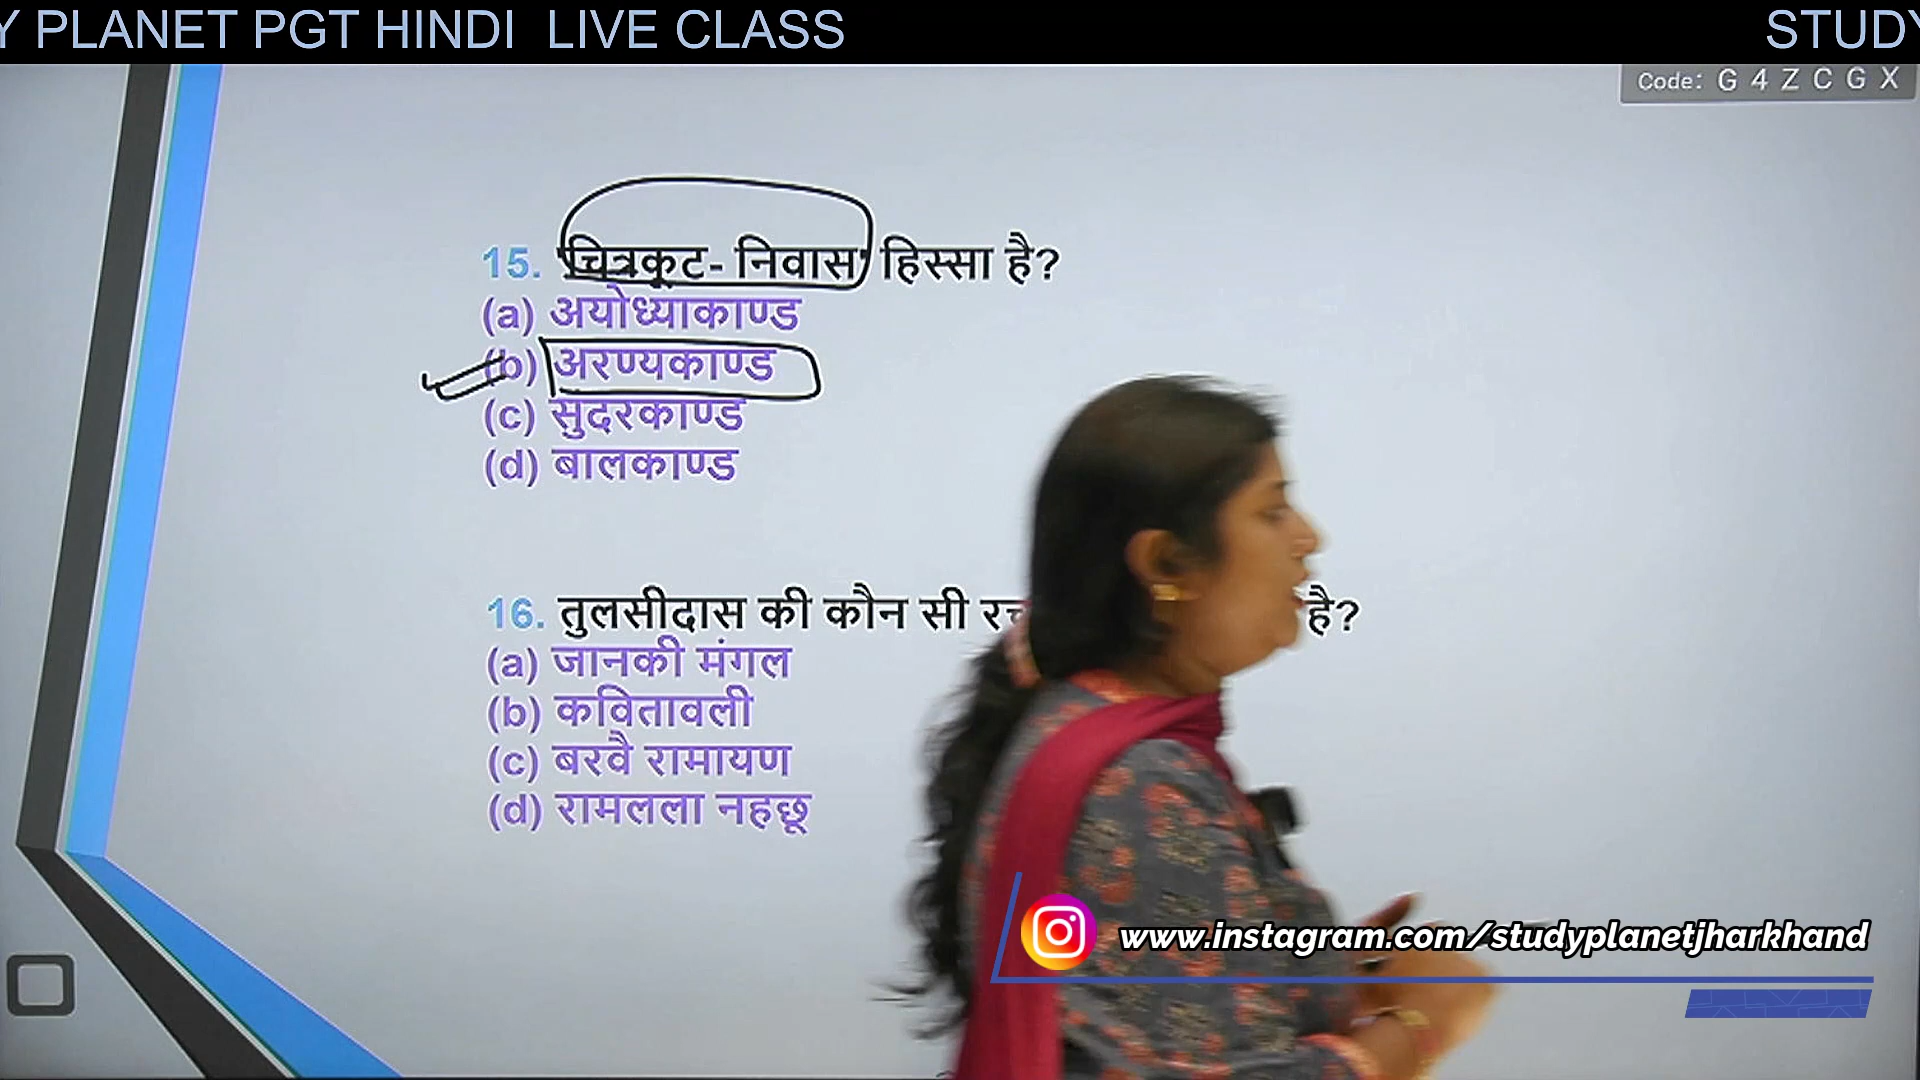 Y PLANET PGT HINDI LIVE CLASS
STUDY
Code: G 4 Z C G X
15. 'चित्रकूट- निवास' हिस्सा है?
(a) अयोध्याकाण्ड
(b) अरण्यकाण्ड
(c) सुंदरकाण्ड
(d) बालकाण्ड
16. तुलसीदास की कौन सी है?
(a) जानकी मंगल
(b) कवितावली
(c) बरवै रामायण
(d) रामलला नहछू
www.instagram.com/studyplanetjharkhand